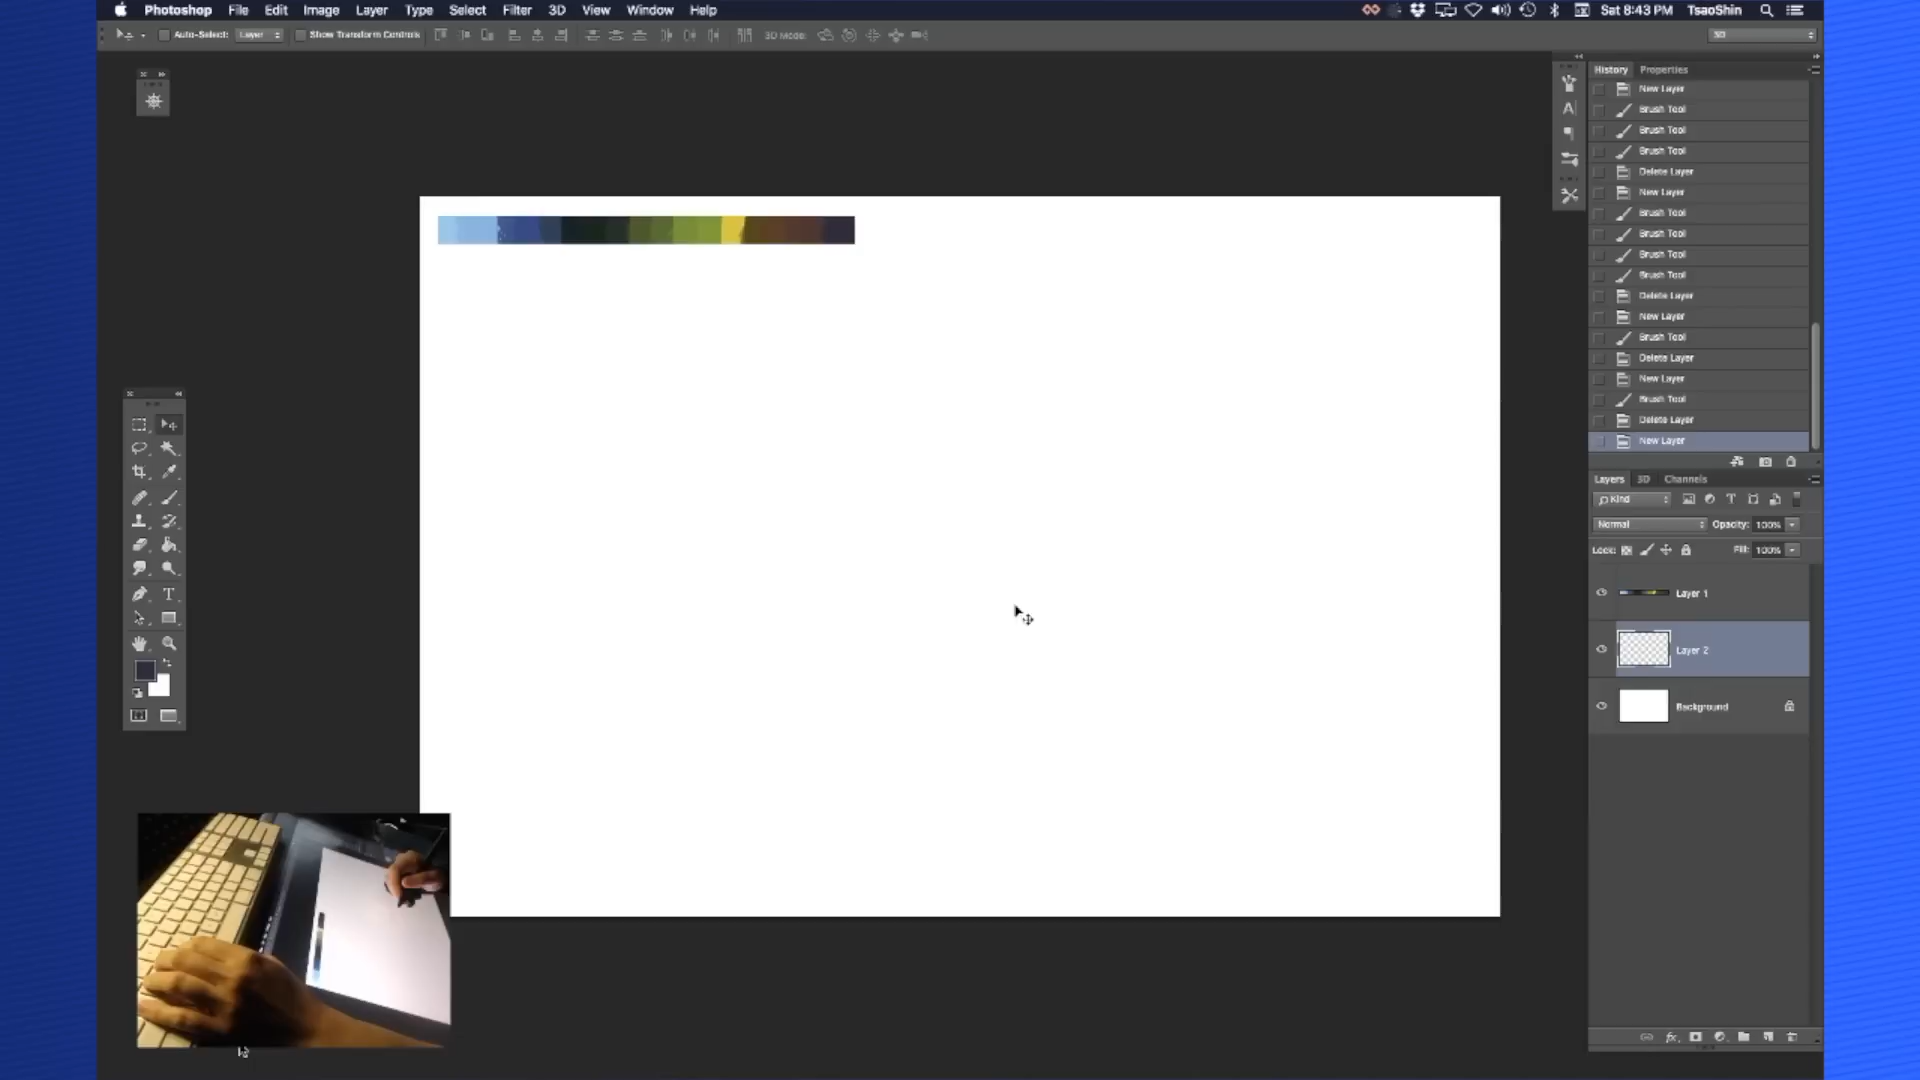 Photoshop File Edit Image Layer Type Select Filter 3D View Window Help Sat 8:43 PM TsaoShin
Auto-Select: Layer Show Transform Controls 3D Mode: 3D
History Properties
New Layer
Brush Tool
Brush Tool
Brush Tool
Delete Layer
New Layer
Brush Tool
Brush Tool
Brush Tool
Brush Tool
Delete Layer
New Layer
Brush Tool
Delete Layer
New Layer
Brush Tool
Delete Layer
New Layer
Layers 3D Channels
Kind
Normal Opacity: 100%
Lock: Fill: 100%
Layer 1
Layer 2
Background